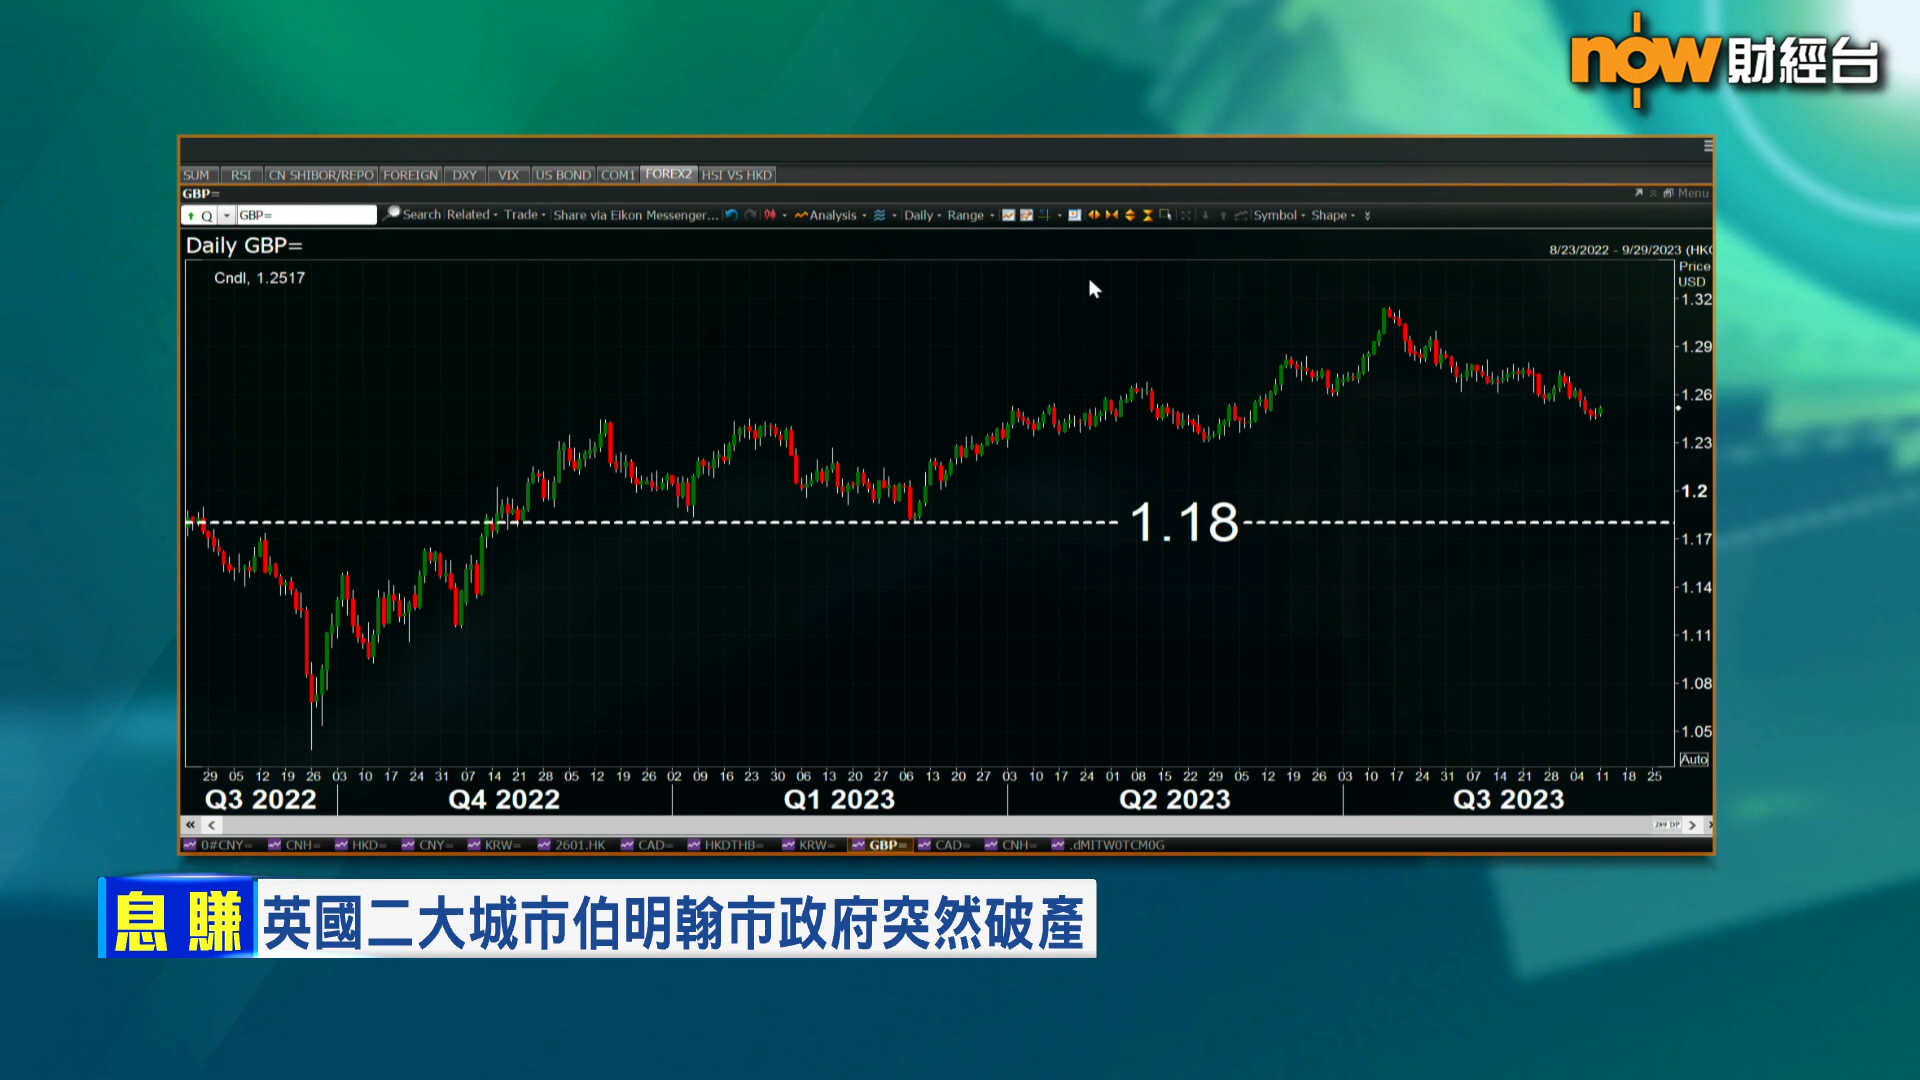 now財經台
SUM RSI CN SHIBOR/REPO FOREIGN DXY VIX US BOND COM1 FOREX2 HSI VS HKD
GBP= Menu
Q GBP= Search Related Trade Share via Eikon Messenger... Analysis Daily Range Symbol Shape
Daily GBP=
8/23/2022 - 9/29/2023 (HK
Cndl, 1.2517
Price
USD
1.32
1.29
1.26
1.23
1.2
1.18
1.17
1.14
1.11
1.08
1.05
Auto
29 05 12 19 26 03 10 17 24 31 07 14 21 28 05 12 19 26 02 09 16 23 30 06 13 20 27 06 13 20 27 03 10 17 24 01 08 15 22 29 05 12 19 26 03 10 17 24 31 07 14 21 28 04 11 18 25
Q3 2022 Q4 2022 Q1 2023 Q2 2023 Q3 2023
0#CNY= CNH= HKD= CNY= KRW= 2601.HK CAD= HKDTHB= KRW= GBP= CAD= CNH= .dMITW0TCM0G
息賺 英國二大城市伯明翰市政府突然破產